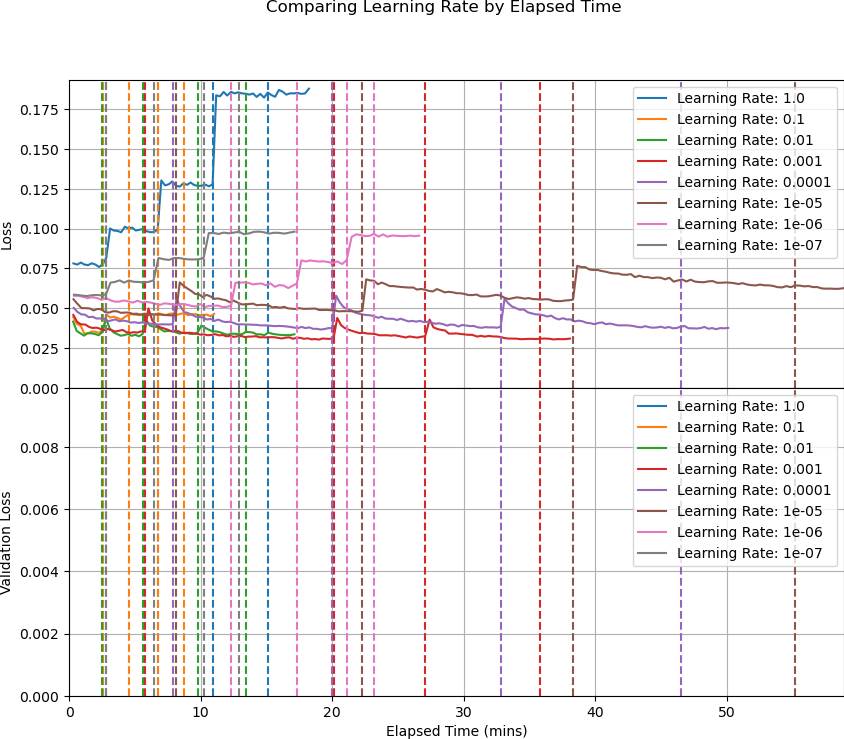 Comparing Learning Rate by Elapsed Time
Loss
0.175
0.150
0.125
0.100
0.075
0.050
0.025
0.000
Learning Rate: 1.0
Learning Rate: 0.1
Learning Rate: 0.01
Learning Rate: 0.001
Learning Rate: 0.0001
Learning Rate: 1e-05
Learning Rate: 1e-06
Learning Rate: 1e-07
Validation Loss
0.008
0.006
0.004
0.002
0.000
Learning Rate: 1.0
Learning Rate: 0.1
Learning Rate: 0.01
Learning Rate: 0.001
Learning Rate: 0.0001
Learning Rate: 1e-05
Learning Rate: 1e-06
Learning Rate: 1e-07
0 10 20 30 40 50
Elapsed Time (mins)